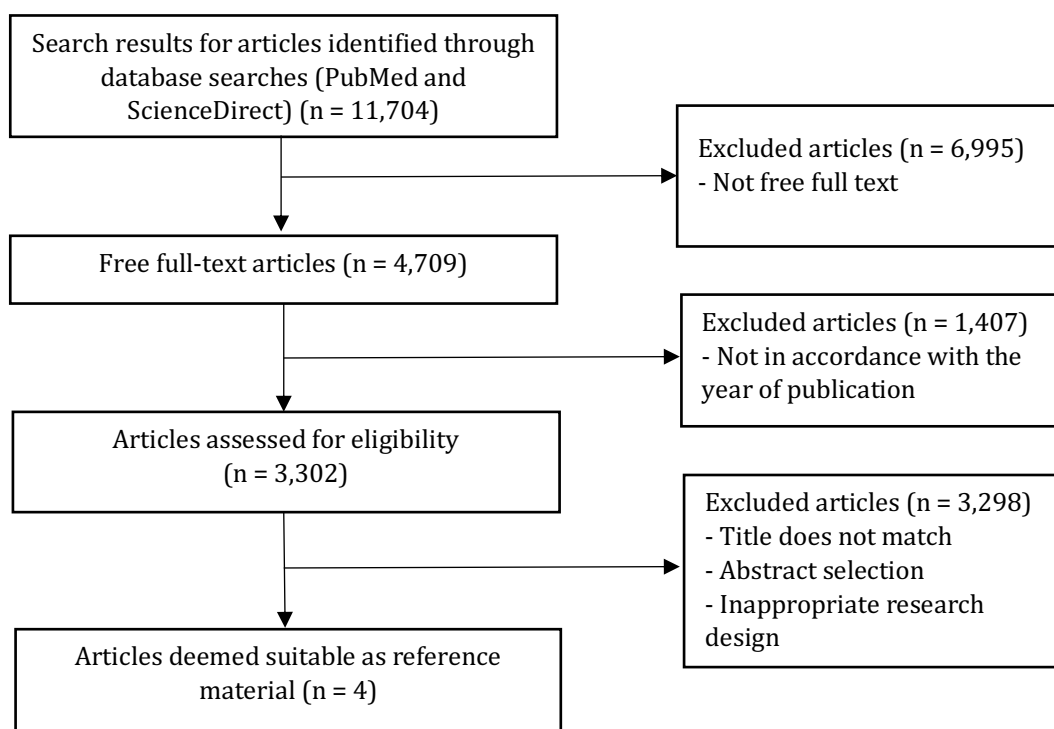 Search results for articles identified through
database searches (PubMed and
ScienceDirect) (n = 11,704)
Excluded articles (n = 6,995)
- Not free full text
Free full-text articles (n = 4,709)
Excluded articles (n = 1,407)
- Not in accordance with the
year of publication
Articles assessed for eligibility
(n = 3,302)
Excluded articles (n = 3,298)
- Title does not match
- Abstract selection
- Inappropriate research
design
Articles deemed suitable as reference
material (n = 4)